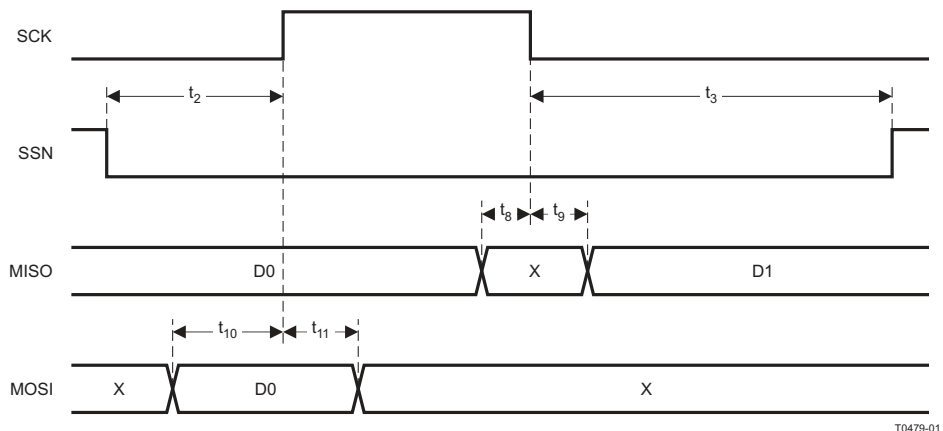 SCK
t2
t3
SSN
t8
t9
MISO
D0
X
D1
t10
t11
MOSI
X
D0
X
T0479-01